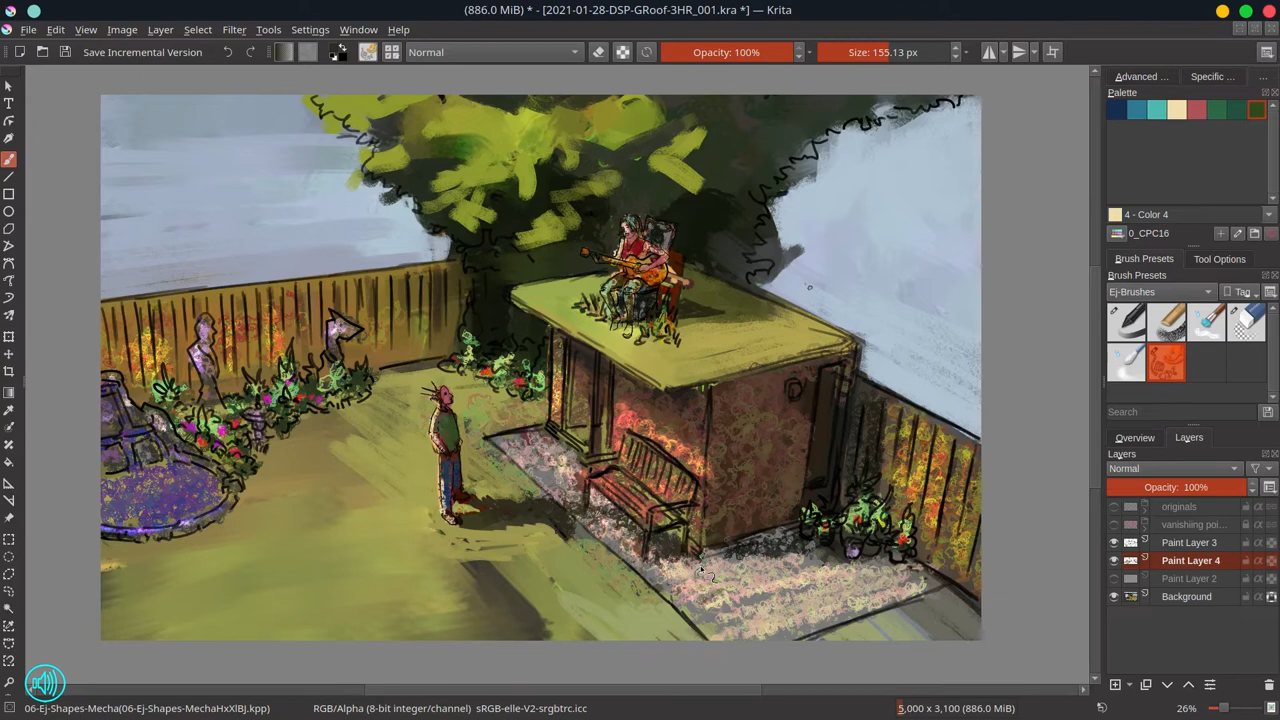 (886.0 MiB) * - [2021-01-28-DSP-GRoof-3HR_001.kra *] — Krita
File Edit View Image Layer Select Filter Tools Settings Window Help
Save Incremental Version Normal Opacity: 100% Size: 155.13 px
Advanced ... Specific ... ...
Palette
4 - Color 4
0_CPC16
Brush Presets Tool Options
Brush Presets
Ej-Brushes Tag
Search
Overview Layers
Layers
Normal
Opacity: 100%
originals
vanishiing poi...
Paint Layer 3
Paint Layer 4
Paint Layer 2
Background
06-Ej-Shapes-Mecha(06-Ej-Shapes-MechaHxXlBJ.kpp) RGB/Alpha (8-bit integer/channel) sRGB-elle-V2-srgbtrc.icc 5,000 x 3,100 (886.0 MiB) 26%